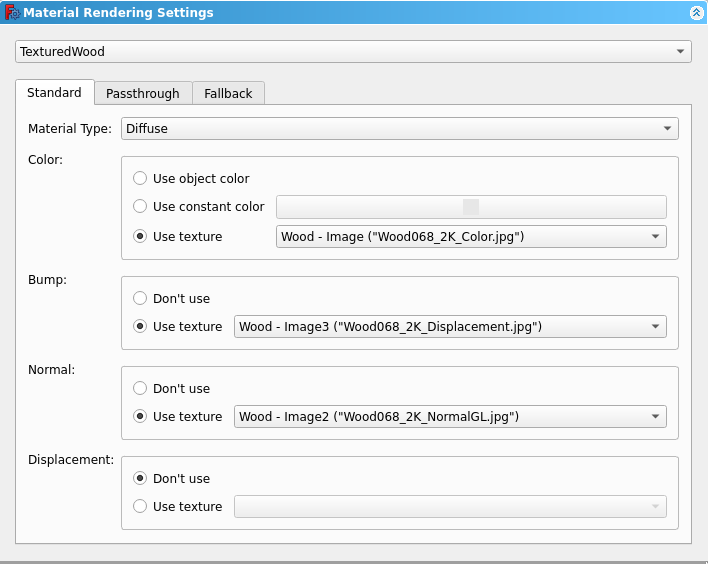 Material Rendering Settings
TexturedWood
Standard Passthrough Fallback
Material Type: Diffuse
Color:
Use object color
Use constant color
Use texture Wood - Image ("Wood068_2K_Color.jpg")
Bump:
Don't use
Use texture Wood - Image3 ("Wood068_2K_Displacement.jpg")
Normal:
Don't use
Use texture Wood - Image2 ("Wood068_2K_NormalGL.jpg")
Displacement:
Don't use
Use texture